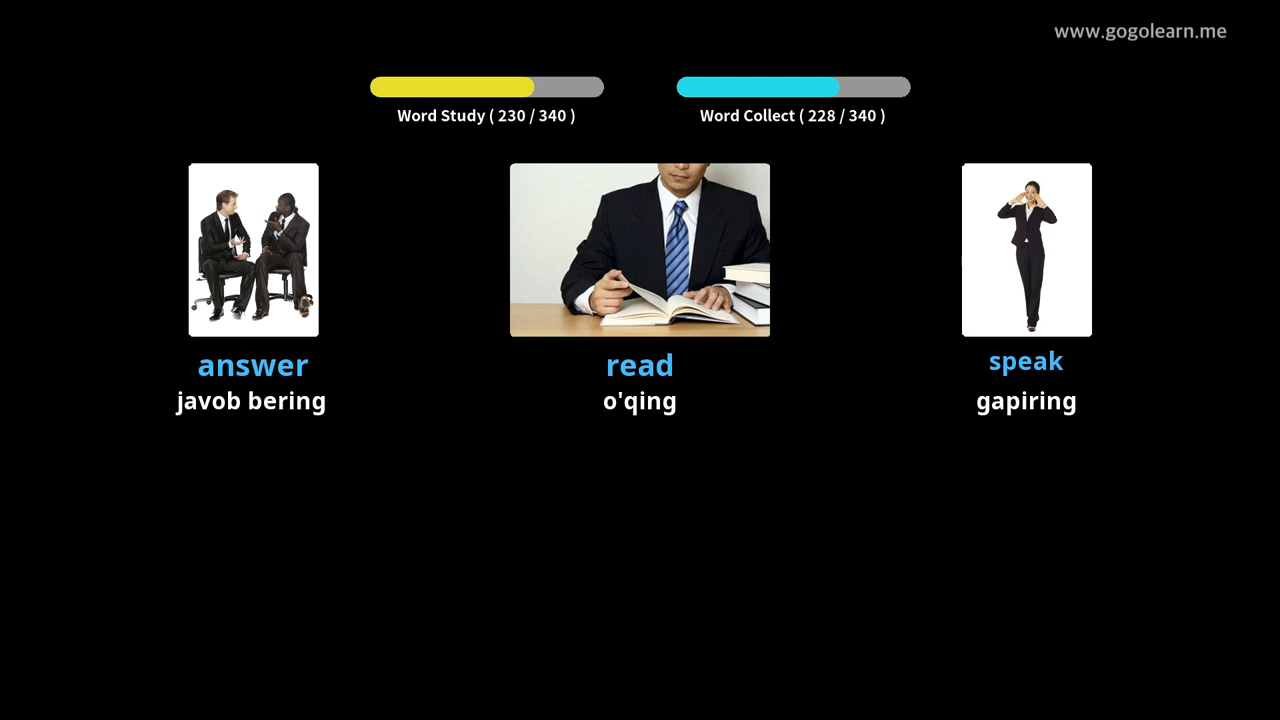 www.gogolearn.me
Word Study ( 230 / 340 )
Word Collect ( 228 / 340 )
answer
javob bering
read
o'qing
speak
gapiring